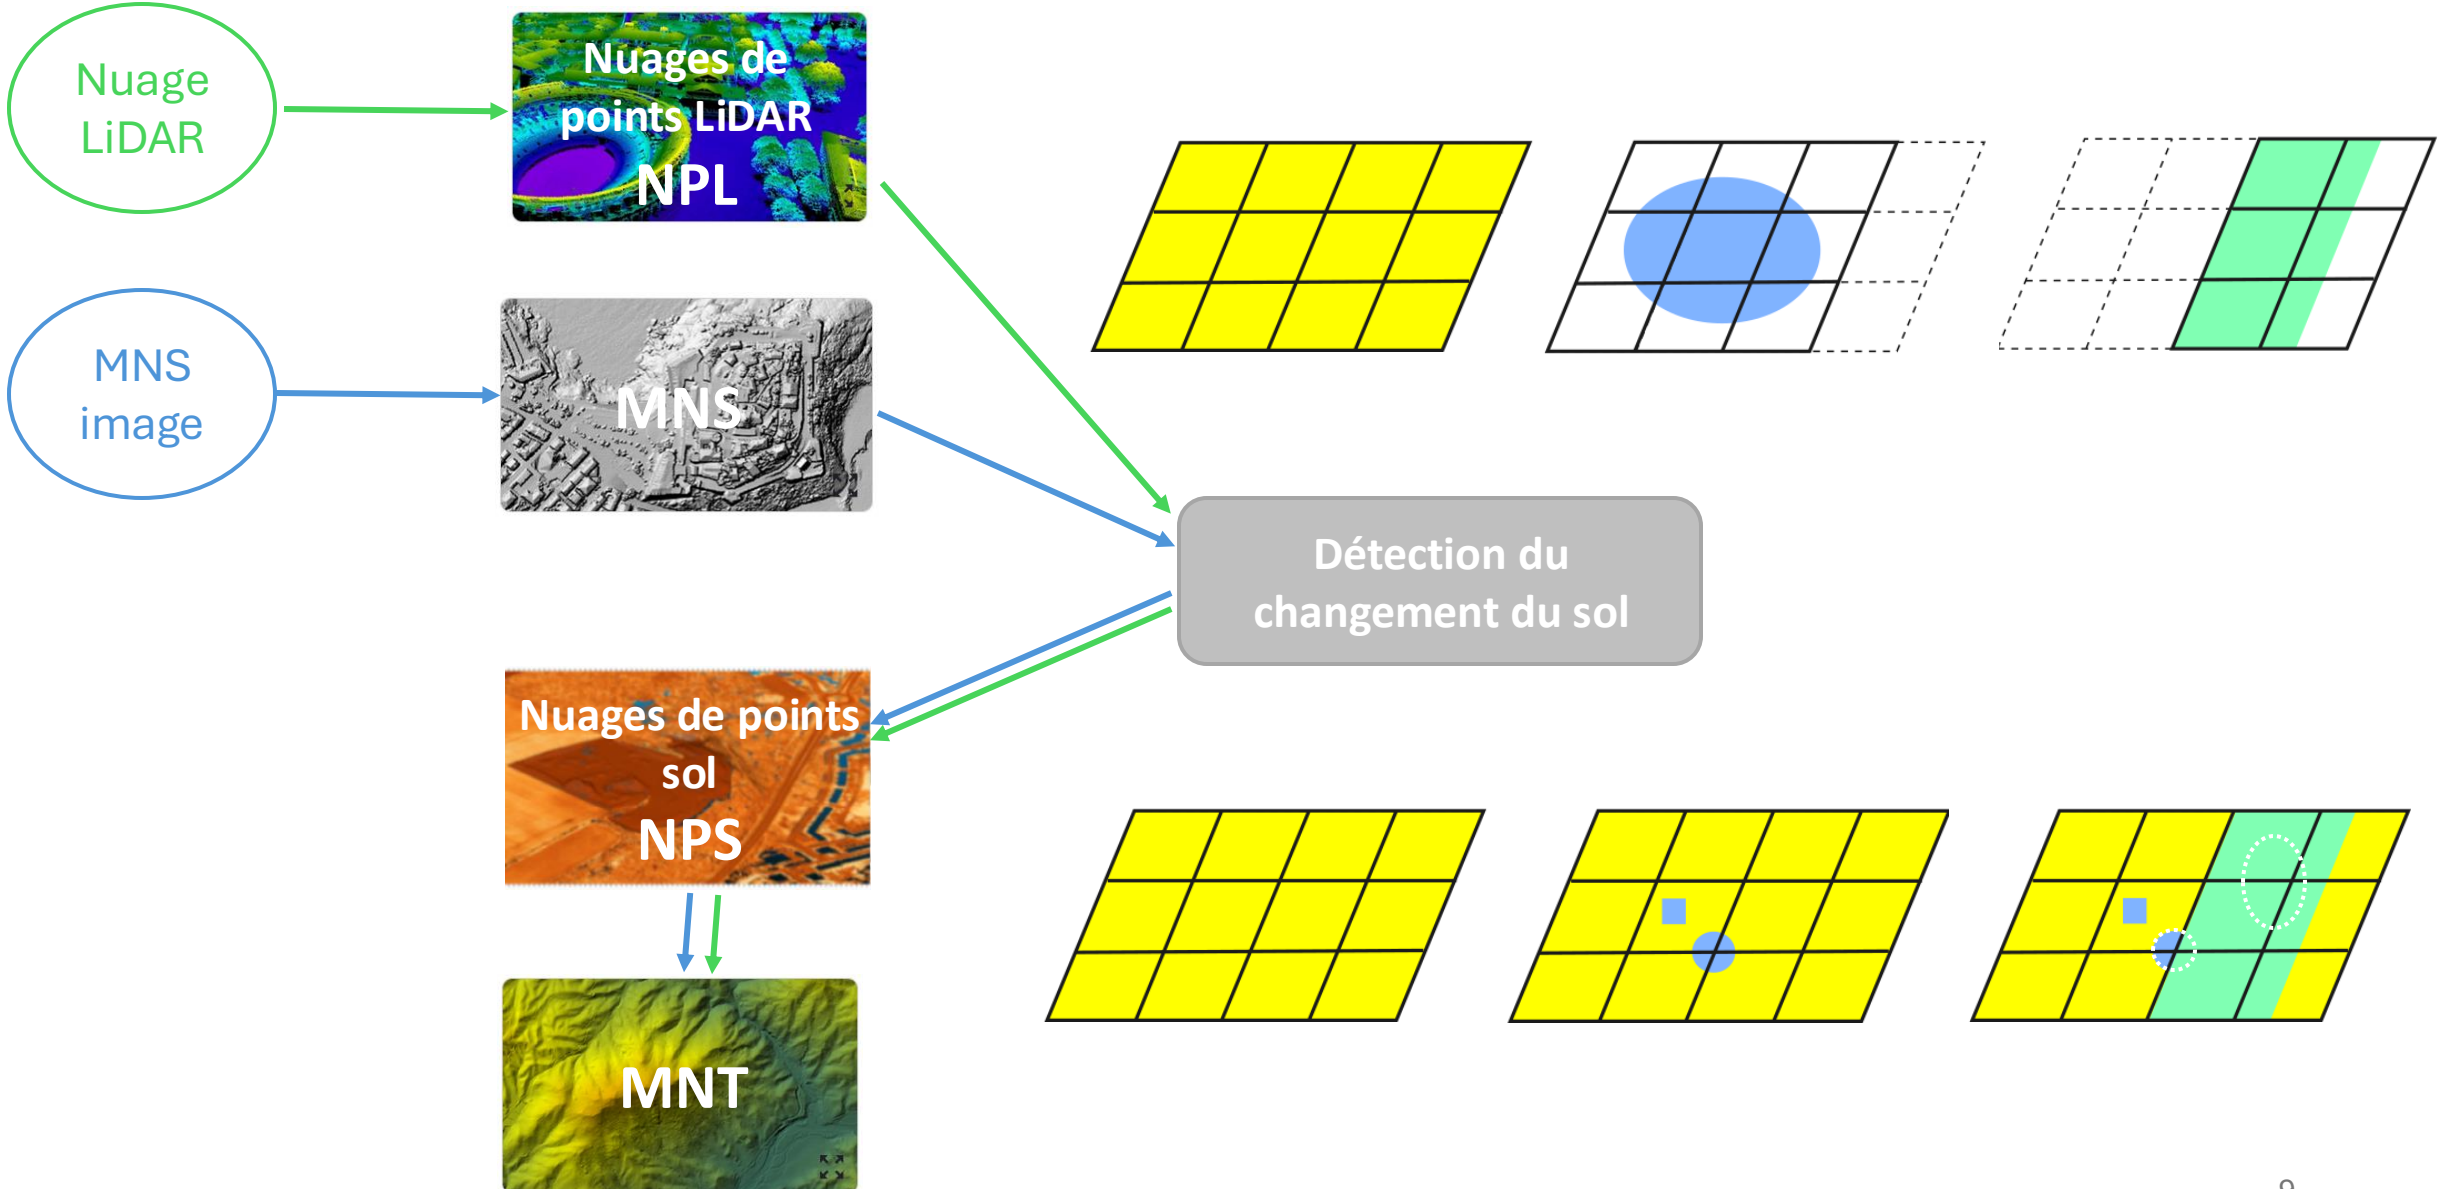 Nuage
LiDAR
Nuages de
points LiDAR
NPL
MNS
image
MNS
Détection du
changement du sol
Nuages de points
sol
NPS
MNT